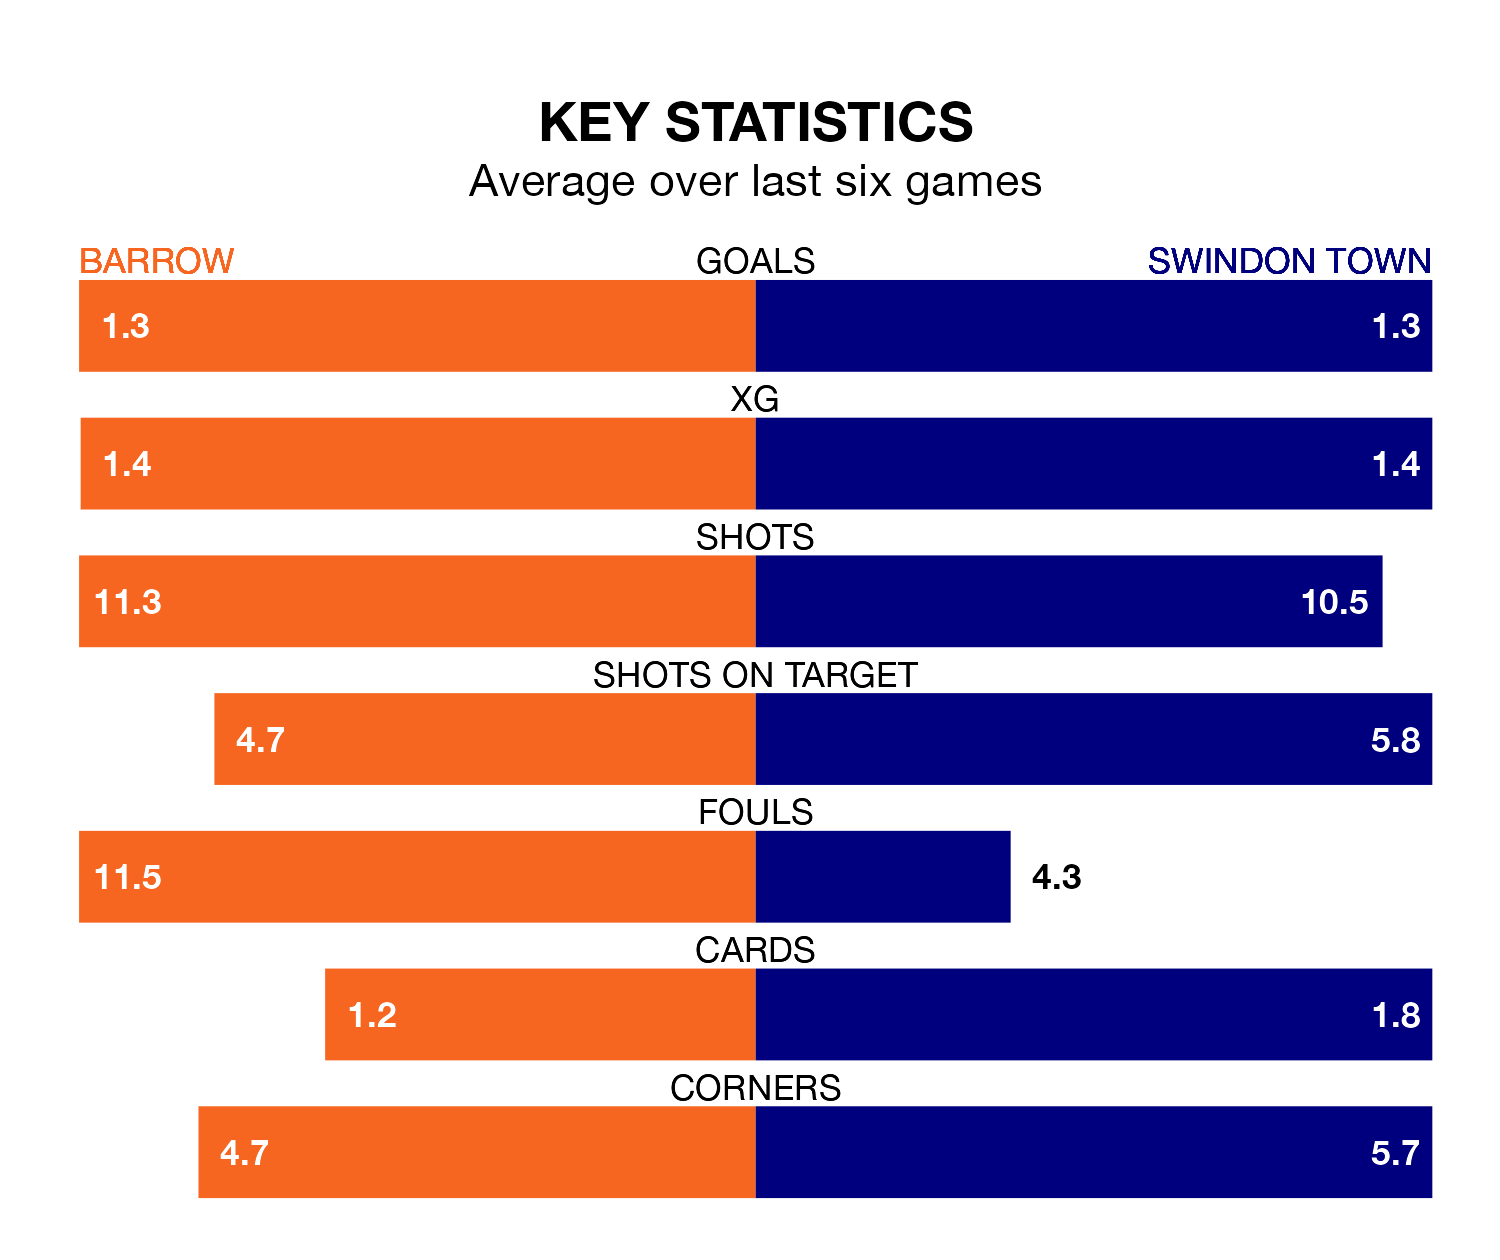 KEY STATISTICS
Average over last six games
BARROW GOALS SWINDON TOWN
1.3 1.3
XG
1.4 1.4
SHOTS
11.3 10.5
SHOTS ON TARGET
4.7 5.8
FOULS
11.5 4.3
CARDS
1.2 1.8
CORNERS
4.7 5.7